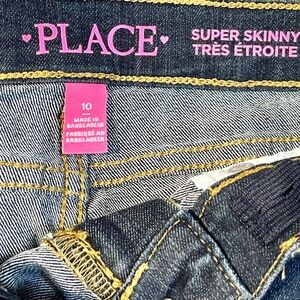 PLACE
SUPER SKINNY
TRÈS ÉTROITE
10
MADE IN
BANGLADESH
FABRIQUÉ AU
BANGLADESH